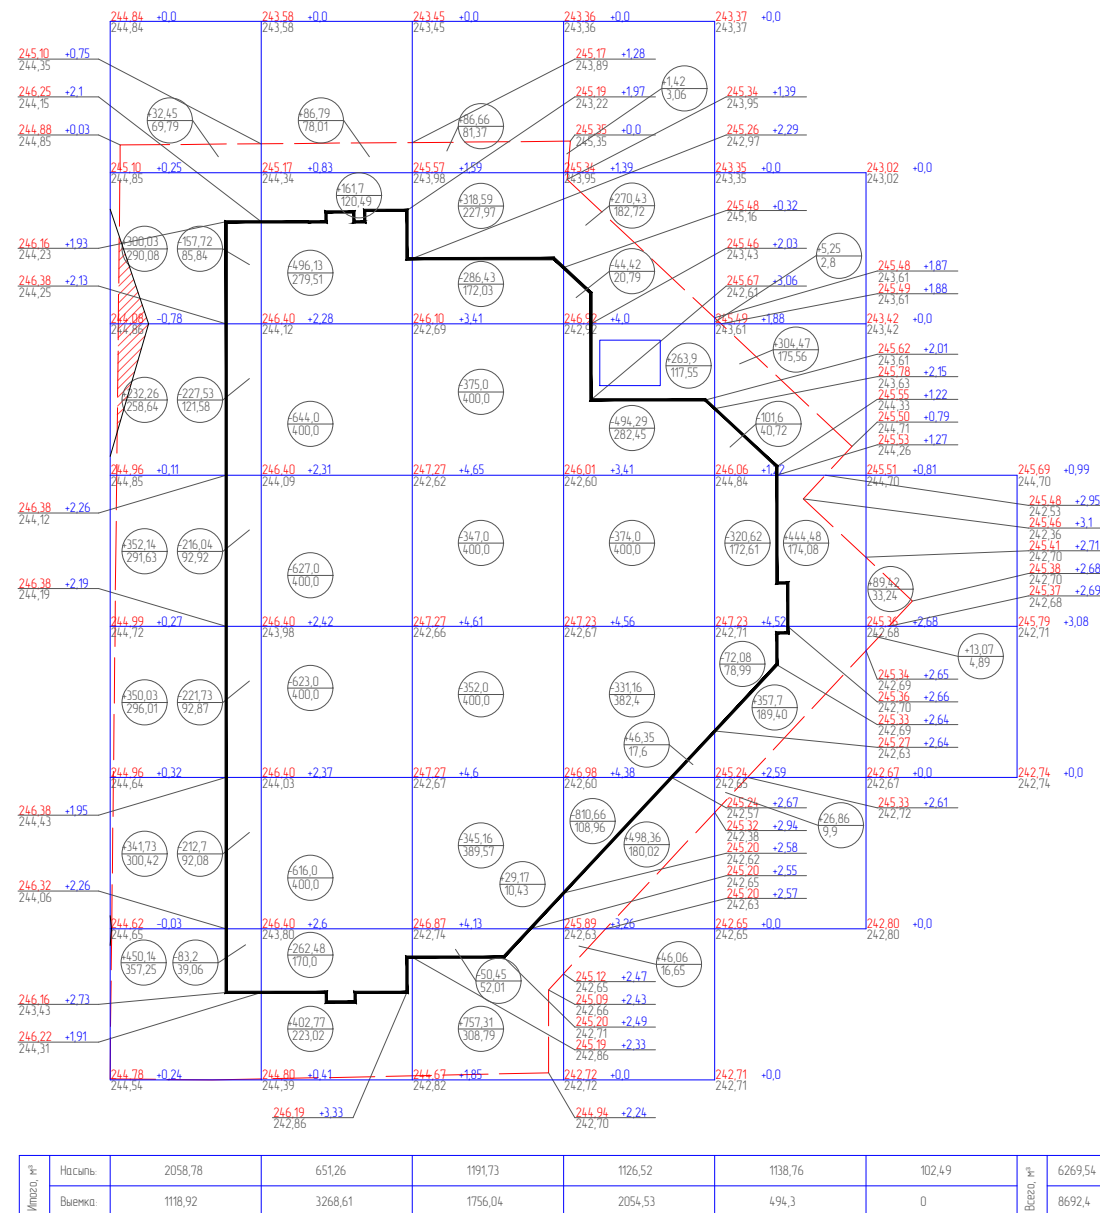 244.84 +0,0 243.58 +0,0 243.45 +0,0 243.36 +0,0 243.37 +0,0
244,84 243,58 243,45 243,36 243,37
245.10 +0,75 245.17 +1,28
244,35 243,89
+1,42
3,06
246.25 +2,1 245.19 +1,97 245.34 +1,39
244,15 243,22 243,95
+32,45 +86,79 +86,66
69,79 78,01 81,37
244.88 +0,03 245.35 +0,0 245.26 +2,29
244,85 245,35 242,97
245.10 +0,25 245.17 +0,83 245.57 +1,59 245.34 +1,39 243.35 +0,0 243.02 +0,0
244,85 244,34 243,98 243,95 243,35 243,02
+161,7 +318,59 +270,43
120,49 227,97 182,72
245.48 +0,32
245,16
246.16 +1,93 +300,03 -157,72 245.46 +2,03 +5,25
244,23 290,08 85,84 243,43 2,8
-496,13 -286,43 -44,42 245.48 +1,87
279,51 172,03 20,79 243,61
246.38 +2,13 245.67 +3,06 245.49 +1,88
244,25 242,61 243,61
244.08 -0,78 246.40 +2,28 246.10 +3,41 246.92 +4,0 245.49 +1,88 243.42 +0,0
244,86 244,12 242,69 242,92 243,61 243,42
+263,9 +304,47 245.62 +2,01
117,55 175,56 243,61
245.78 +2,15
243,63
+232,26 -227,53 -375,0 245.55 +1,22
258,64 121,58 400,0 244,33
-644,0 -494,29 -101,6 245.50 +0,79
400,0 282,45 40,72 244,71
245.53 +1,27
244,26
244.96 +0,11 246.40 +2,31 247.27 +4,65 246.01 +3,41 246.06 245.51 +0,81 245.69 +0,99
244,85 244,09 242,62 242,60 244,84 244,70 244,70
246.38 +2,26 245.48 +2,95
244,12 242,53
245.46 +3,1
242,36
+352,14 -216,04 -347,0 -374,0 -320,62 +444,48 245.41 +2,71
291,63 92,92 400,0 400,0 172,61 174,08 242,70
-627,0 245.38 +2,68
400,0 242,70
246.38 +2,19 +89,42 245.37 +2,69
244,19 33,24 242,68
244.99 +0,27 246.40 +2,42 247.27 +4,61 247.23 +4,56 247.23 +4,52 245.36 +2,68 245.79 +3,08
244,72 243,98 242,66 242,67 242,71 242,68 242,71
-72,08 +13,07
78,99 4,89
245.34 +2,65
242,69
+350,03 -221,73 -623,0 -352,0 -331,16 +357,7 245.36 +2,66
296,01 92,87 400,0 400,0 382,4 189,40 242,70
245.33 +2,64
242,69
+46,35 245.27 +2,64
17,6 242,63
244.96 +0,32 246.40 +2,37 247.27 +4,6 246.98 +4,38 245.24 +2,59 242.67 +0,0 242.74 +0,0
244,64 244,03 242,67 242,60 242,65 242,67 242,74
246.38 +1,95 245.24 +2,67 245.33 +2,61
244,43 242,57 242,72
-810,66 245.32 +2,94 +26,86
108,96 242,38 9,9
+341,73 -212,7 -345,16 +498,36 245.20 +2,58
300,42 92,08 389,57 180,02 242,62
-616,0 +29,17 245.20 +2,55
400,0 10,43 242,65
246.32 +2,26 245.20 +2,57
244,06 242,63
244.62 -0,03 246.40 +2,6 246.87 +4,13 245.89 +3,26 242.65 +0,0 242.80 +0,0
244,65 243,80 242,74 242,63 242,65 242,80
+450,14 -83,2 -262,48 -50,45 +46,06
357,25 39,06 170,0 52,01 16,65
245.12 +2,47
242,65
246.16 +2,73 245.09 +2,43
243,43 242,66
+402,77 +757,31 245.20 +2,49
223,02 308,79 242,71
246.22 +1,91 245.19 +2,33
244,31 242,86
244.78 +0,24 244.80 +0,41 244.67 +1,85 242.72 +0,0 242.71 +0,0
244,54 244,39 242,82 242,72 242,71
246.19 +3,33 244.94 +2,24
242,86 242,70
Итого, м³ Насыпь: 2058,78 651,26 1191,73 1126,52 1138,76 102,49 Всего, м³ 6269,54
Выемка: 1118,92 3268,61 1756,04 2054,53 494,3 0 8692,4